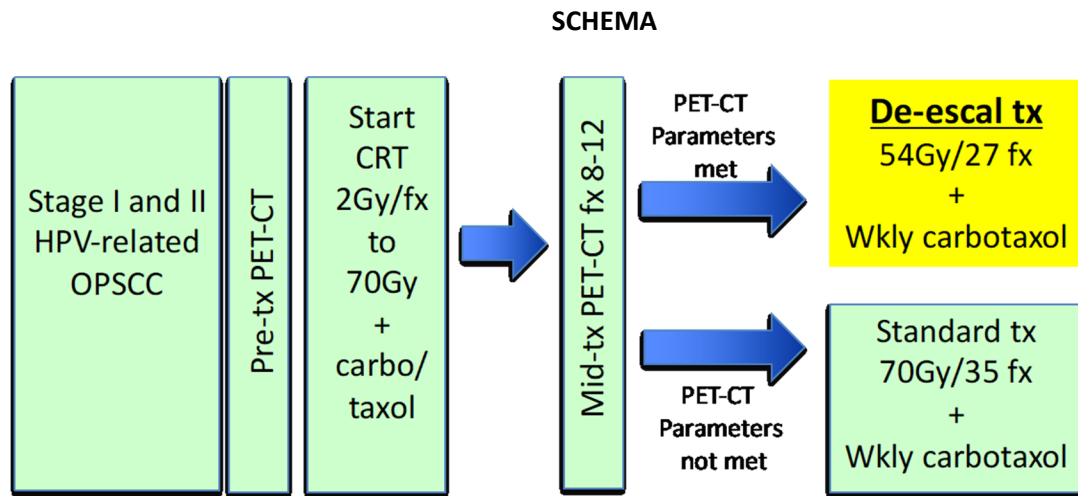 SCHEMA
Stage I and II
HPV-related
OPSCC
Pre-tx PET-CT
Start
CRT
2Gy/fx
to
70Gy
+
carbo/
taxol
Mid-tx PET-CT fx 8-12
PET-CT
Parameters
met
De-escal tx
54Gy/27 fx
+
Wkly carbotaxol
PET-CT
Parameters
not met
Standard tx
70Gy/35 fx
+
Wkly carbotaxol